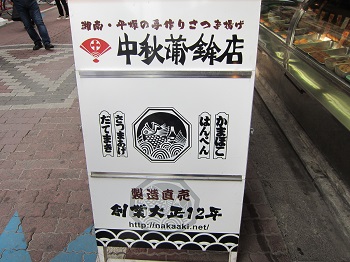 湘南・平塚の手作りさつま揚げ
中秋蒲鉾店
かまぼこ
はんぺん
さつまあげ
だてまき
製造直売
創業大正12年
http://nakaaki.net/